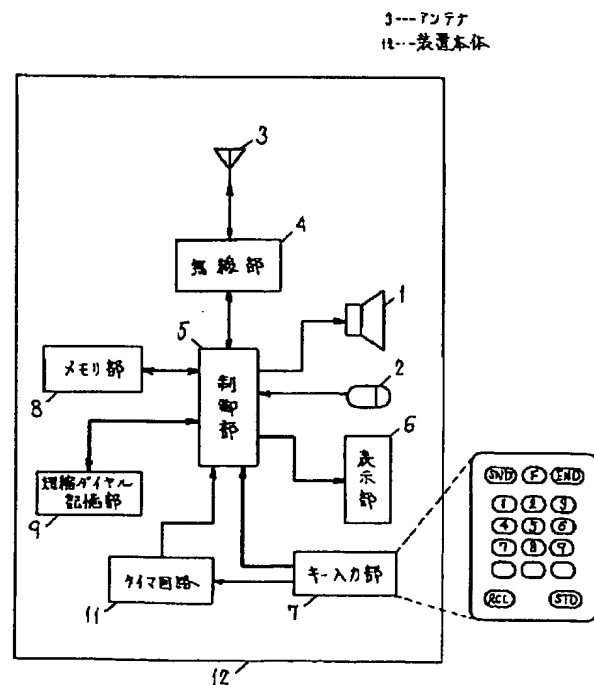 3---アンテナ
12---装置本体
3
4
無線部
1
5
制御部
メモリ部
8
2
6
表示部
短縮ダイヤル
記憶部
9
SND F END
1 2 3
4 5 6
7 8 9
RCL STO
タイマ回路
11
キー入力部
7
12